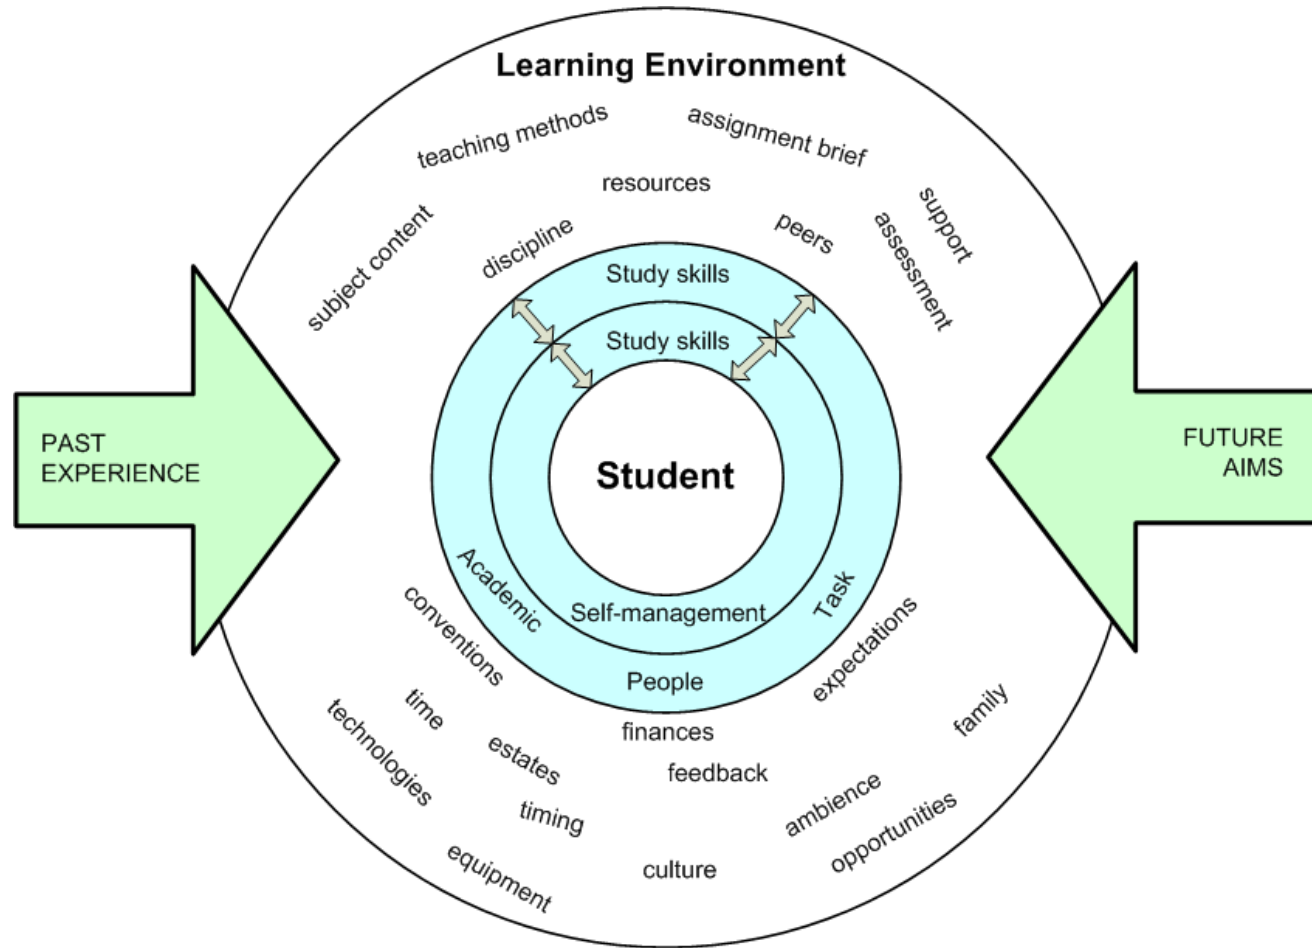 Learning Environment
teaching methods
assignment brief
resources
support
subject content
discipline
peers
assessment
Study skills
Study skills
PAST
EXPERIENCE
Student
FUTURE
AIMS
Academic
Self-management
Task
conventions
People
expectations
time
finances
family
technologies
estates
feedback
timing
ambience
opportunities
equipment
culture